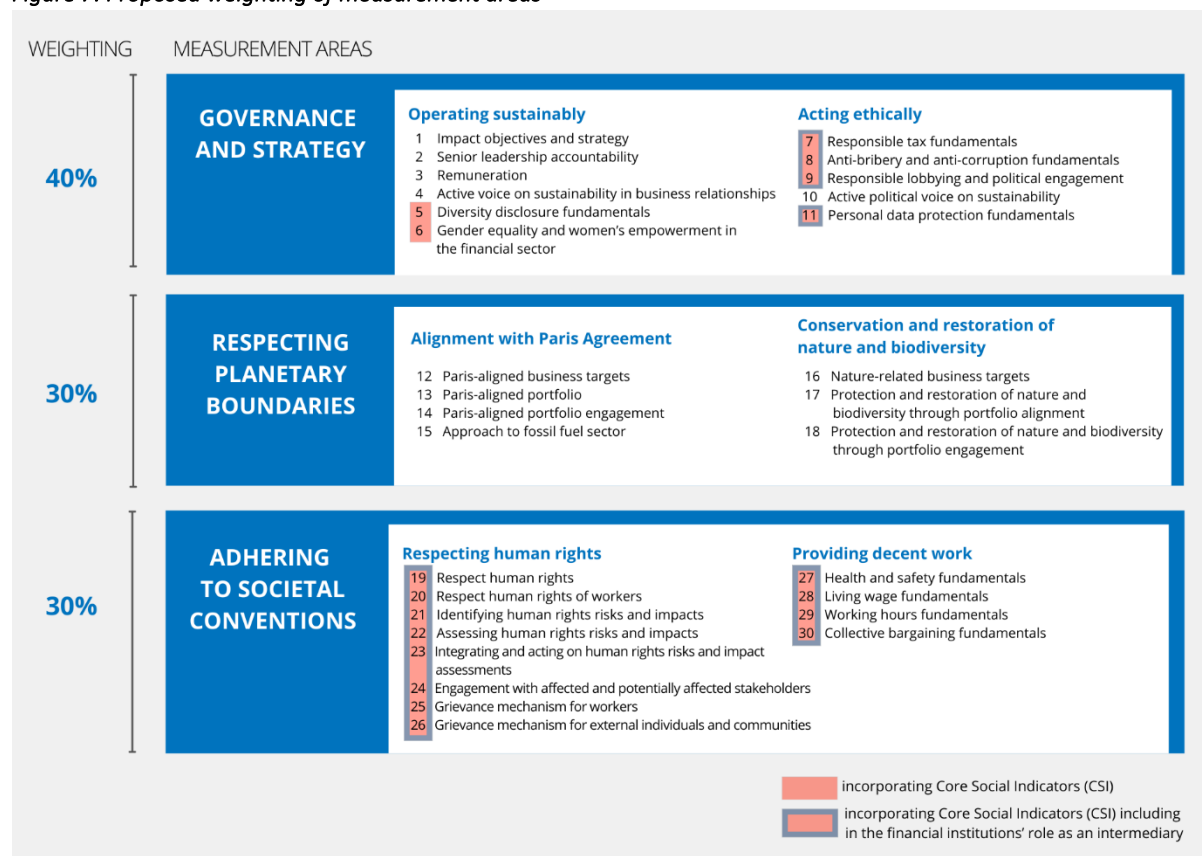 Figure 7: Proposed weighting of measurement areas
WEIGHTING
MEASUREMENT AREAS
40%
GOVERNANCE
AND STRATEGY
Operating sustainably
1 Impact objectives and strategy
2 Senior leadership accountability
3 Remuneration
4 Active voice on sustainability in business relationships
5 Diversity disclosure fundamentals
6 Gender equality and women's empowerment in
the financial sector
Acting ethically
7 Responsible tax fundamentals
8 Anti-bribery and anti-corruption fundamentals
9 Responsible lobbying and political engagement
10 Active political voice on sustainability
11 Personal data protection fundamentals
30%
RESPECTING
PLANETARY
BOUNDARIES
Alignment with Paris Agreement
12 Paris-aligned business targets
13 Paris-aligned portfolio
14 Paris-aligned portfolio engagement
15 Approach to fossil fuel sector
Conservation and restoration of
nature and biodiversity
16 Nature-related business targets
17 Protection and restoration of nature and
biodiversity through portfolio alignment
18 Protection and restoration of nature and biodiversity
through portfolio engagement
30%
ADHERING
TO SOCIETAL
CONVENTIONS
Respecting human rights
19 Respect human rights
20 Respect human rights of workers
21 Identifying human rights risks and impacts
22 Assessing human rights risks and impacts
23 Integrating and acting on human rights risks and impact
assessments
24 Engagement with affected and potentially affected stakeholders
25 Grievance mechanism for workers
26 Grievance mechanism for external individuals and communities
Providing decent work
27 Health and safety fundamentals
28 Living wage fundamentals
29 Working hours fundamentals
30 Collective bargaining fundamentals
incorporating Core Social Indicators (CSI)
incorporating Core Social Indicators (CSI) including
in the financial institutions' role as an intermediary